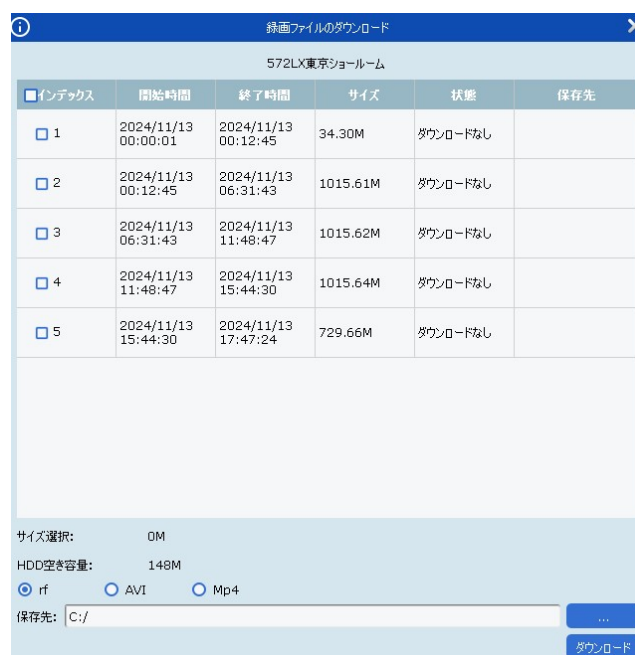 録画ファイルのダウンロード
572LX東京ショールーム
インデックス 開始時間 終了時間 サイズ 状態 保存先
1 2024/11/13 00:00:01 2024/11/13 00:12:45 34.30M ダウンロードなし
2 2024/11/13 00:12:45 2024/11/13 06:31:43 1015.61M ダウンロードなし
3 2024/11/13 06:31:43 2024/11/13 11:48:47 1015.62M ダウンロードなし
4 2024/11/13 11:48:47 2024/11/13 15:44:30 1015.64M ダウンロードなし
5 2024/11/13 15:44:30 2024/11/13 17:47:24 729.66M ダウンロードなし
サイズ選択: 0M
HDD空き容量: 148M
rf AVI Mp4
保存先: C:/ ...
ダウンロード